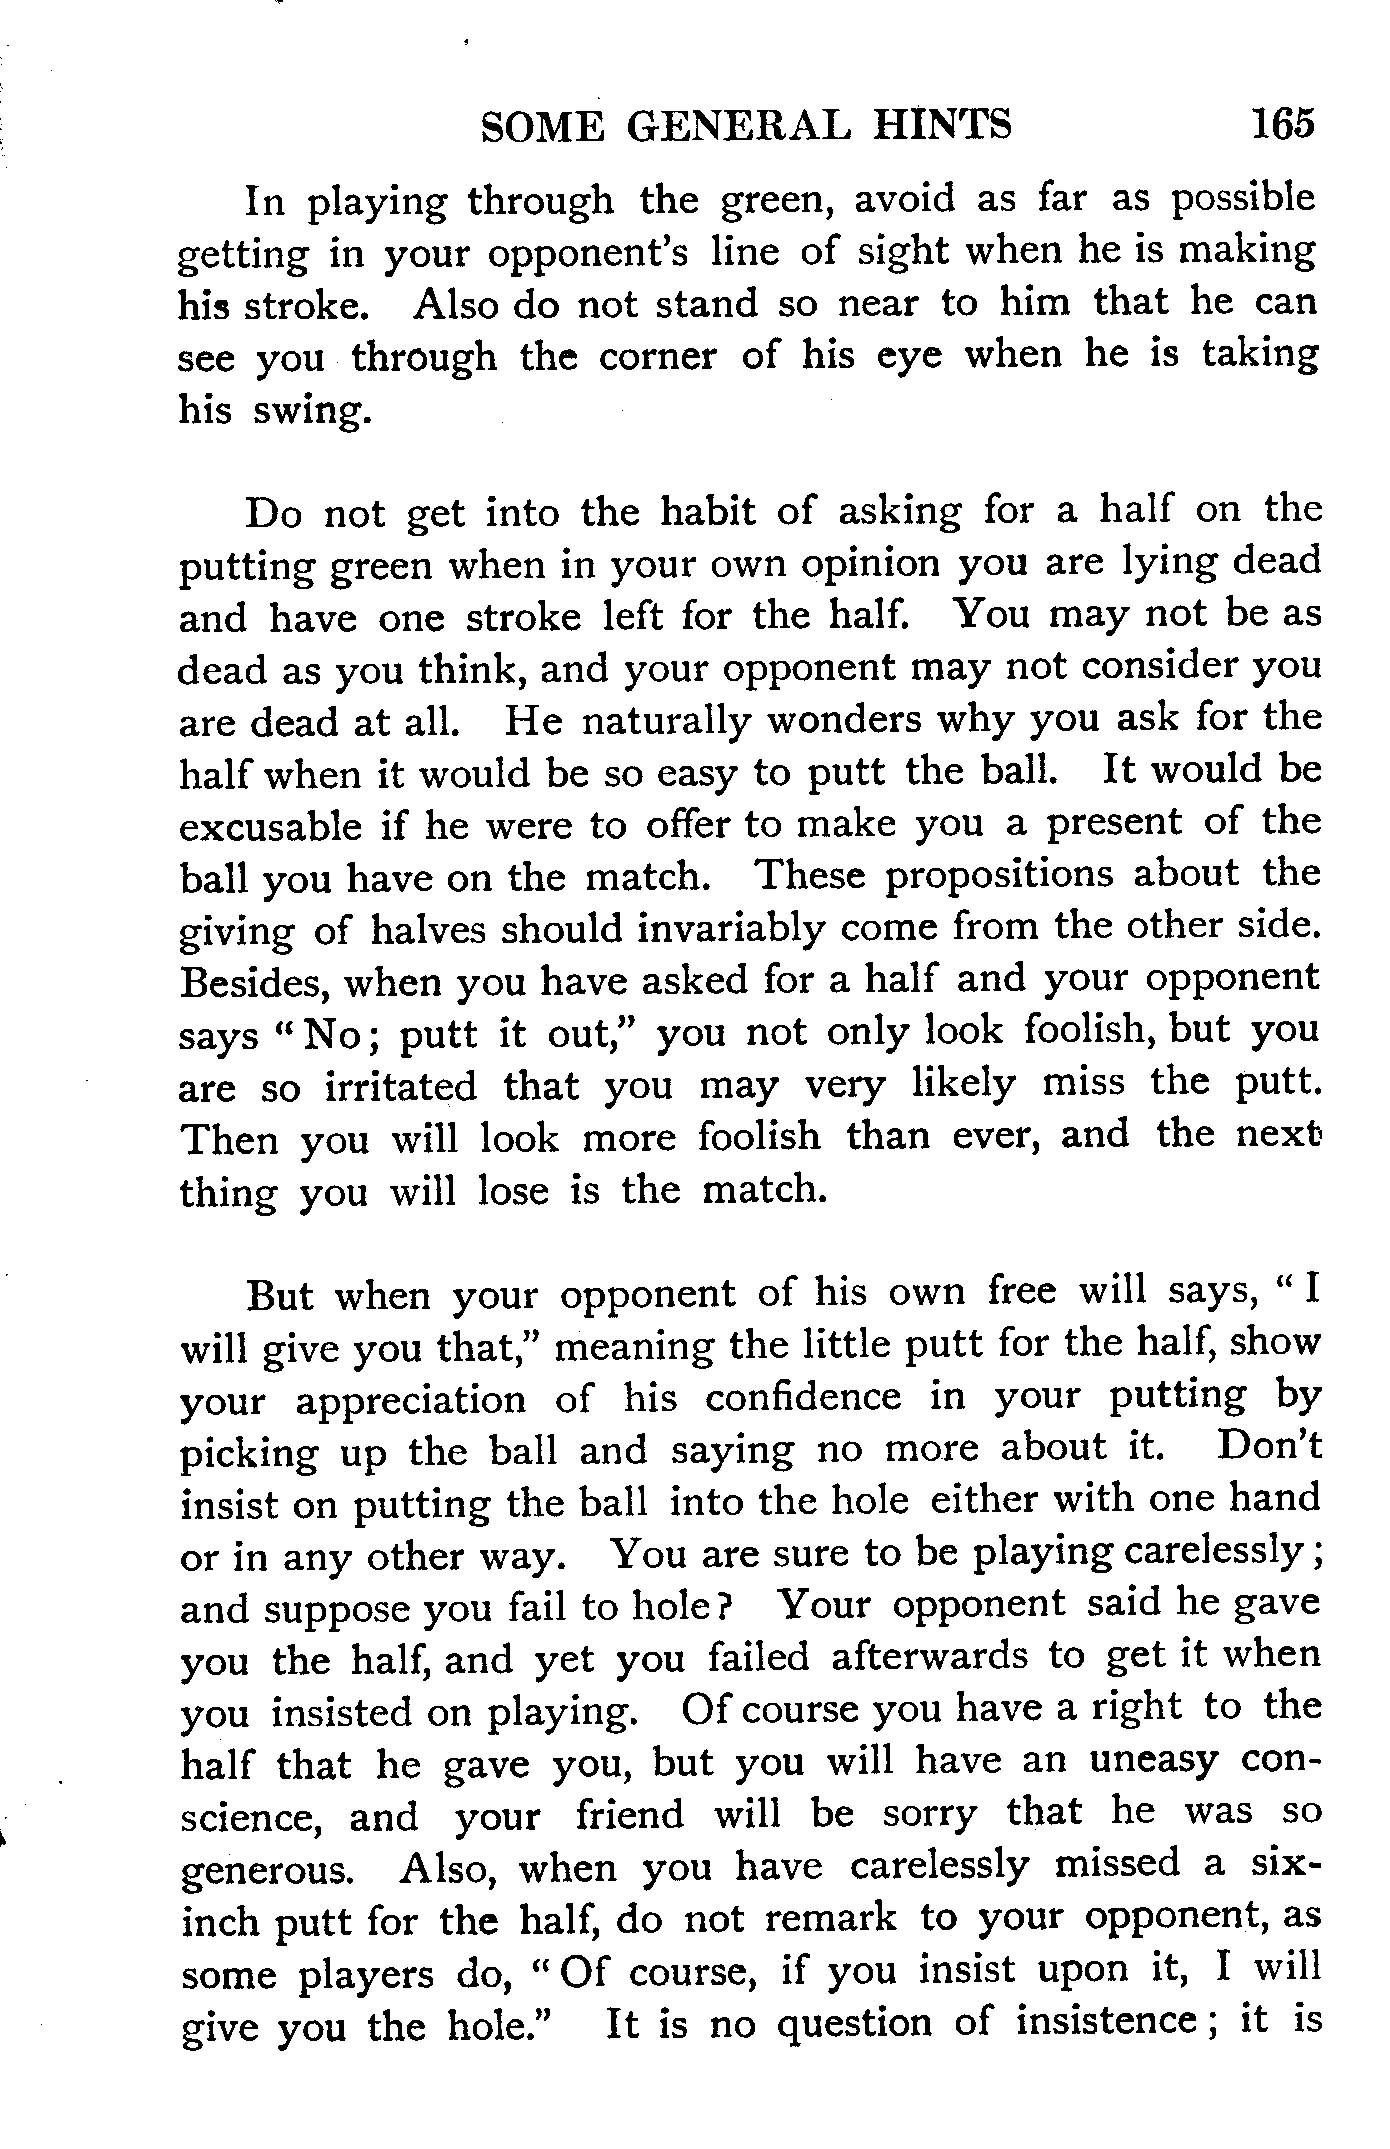 SOME GENERAL HINTS 165
In playing through the green, avoid as far as possible
getting in your opponent's line of sight when he is making
his stroke. Also do not stand so near to him that he can
see you through the corner of his eye when he is taking
his swing.
Do not get into the habit of asking for a half on the
putting green when in your own opinion you are lying dead
and have one stroke left for the half. You may not be as
dead as you think, and your opponent may not consider you
are dead at all. He naturally wonders why you ask for the
half when it would be so easy to putt the ball. It would be
excusable if he were to offer to make you a present of the
ball you have on the match. These propositions about the
giving of halves should invariably come from the other side.
Besides, when you have asked for a half and your opponent
says “No; putt it out,” you not only look foolish, but you
are so irritated that you may very likely miss the putt.
Then you will look more foolish than ever, and the next
thing you will lose is the match.
But when your opponent of his own free will says, “I
will give you that,” meaning the little putt for the half, show
your appreciation of his confidence in your putting by
picking up the ball and saying no more about it. Don't
insist on putting the ball into the hole either with one hand
or in any other way. You are sure to be playing carelessly;
and suppose you fail to hole? Your opponent said he gave
you the half, and yet you failed afterwards to get it when
you insisted on playing. Of course you have a right to the
half that he gave you, but you will have an uneasy con-
science, and your friend will be sorry that he was so
generous. Also, when you have carelessly missed a six-
inch putt for the half, do not remark to your opponent, as
some players do, “Of course, if you insist upon it, I will
give you the hole.” It is no question of insistence; it is